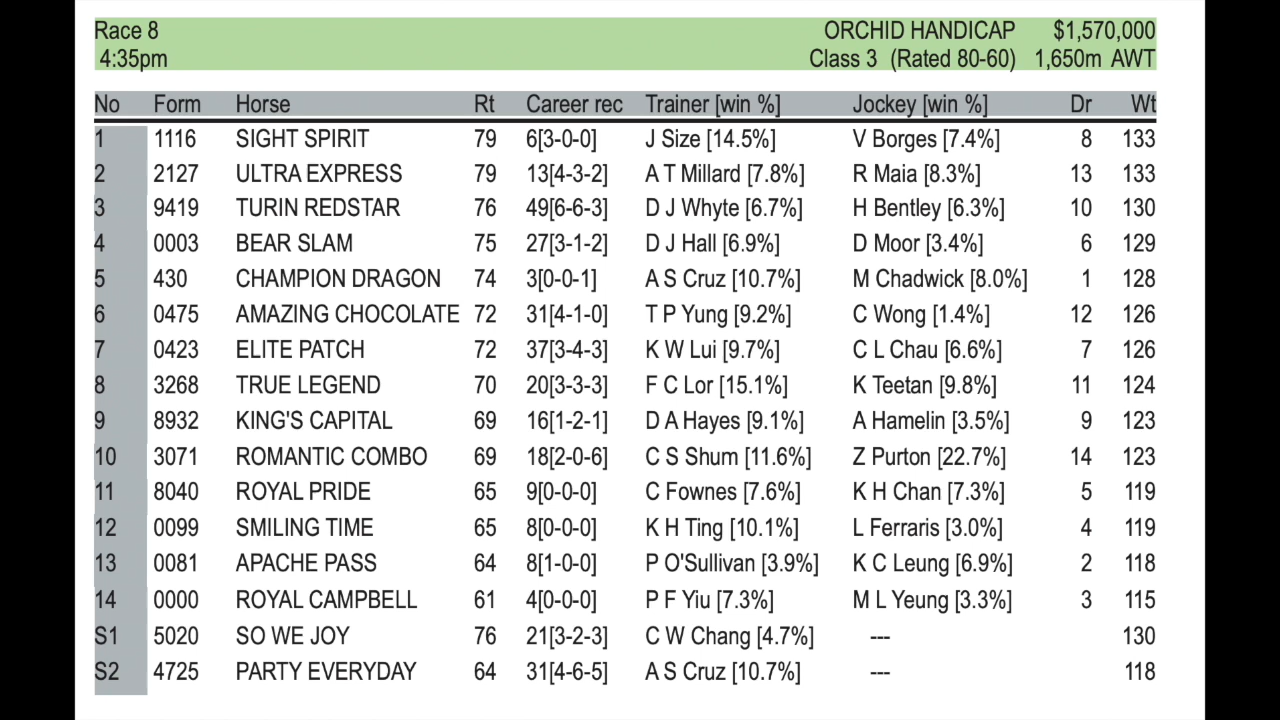 Race 8 ORCHID HANDICAP $1,570,000
4:35pm Class 3 (Rated 80-60) 1,650m AWT
No Form Horse Rt Career rec Trainer [win %] Jockey [win %] Dr Wt
1 1116 SIGHT SPIRIT 79 6[3-0-0] J Size [14.5%] V Borges [7.4%] 8 133
2 2127 ULTRA EXPRESS 79 13[4-3-2] A T Millard [7.8%] R Maia [8.3%] 13 133
3 9419 TURIN REDSTAR 76 49[6-6-3] D J Whyte [6.7%] H Bentley [6.3%] 10 130
4 0003 BEAR SLAM 75 27[3-1-2] D J Hall [6.9%] D Moor [3.4%] 6 129
5 430 CHAMPION DRAGON 74 3[0-0-1] A S Cruz [10.7%] M Chadwick [8.0%] 1 128
6 0475 AMAZING CHOCOLATE 72 31[4-1-0] T P Yung [9.2%] C Wong [1.4%] 12 126
7 0423 ELITE PATCH 72 37[3-4-3] K W Lui [9.7%] C L Chau [6.6%] 7 126
8 3268 TRUE LEGEND 70 20[3-3-3] F C Lor [15.1%] K Teetan [9.8%] 11 124
9 8932 KING'S CAPITAL 69 16[1-2-1] D A Hayes [9.1%] A Hamelin [3.5%] 9 123
10 3071 ROMANTIC COMBO 69 18[2-0-6] C S Shum [11.6%] Z Purton [22.7%] 14 123
11 8040 ROYAL PRIDE 65 9[0-0-0] C Fownes [7.6%] K H Chan [7.3%] 5 119
12 0099 SMILING TIME 65 8[0-0-0] K H Ting [10.1%] L Ferraris [3.0%] 4 119
13 0081 APACHE PASS 64 8[1-0-0] P O'Sullivan [3.9%] K C Leung [6.9%] 2 118
14 0000 ROYAL CAMPBELL 61 4[0-0-0] P F Yiu [7.3%] M L Yeung [3.3%] 3 115
S1 5020 SO WE JOY 76 21[3-2-3] C W Chang [4.7%] --- 130
S2 4725 PARTY EVERYDAY 64 31[4-6-5] A S Cruz [10.7%] --- 118